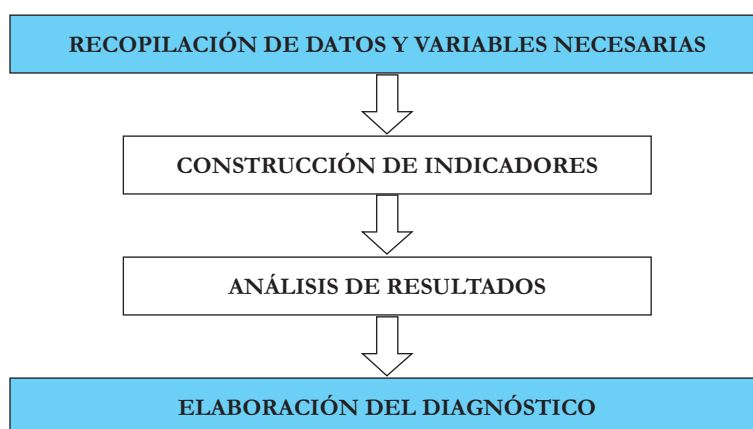 RECOPILACIÓN DE DATOS Y VARIABLES NECESARIAS
CONSTRUCCIÓN DE INDICADORES
ANÁLISIS DE RESULTADOS
ELABORACIÓN DEL DIAGNÓSTICO